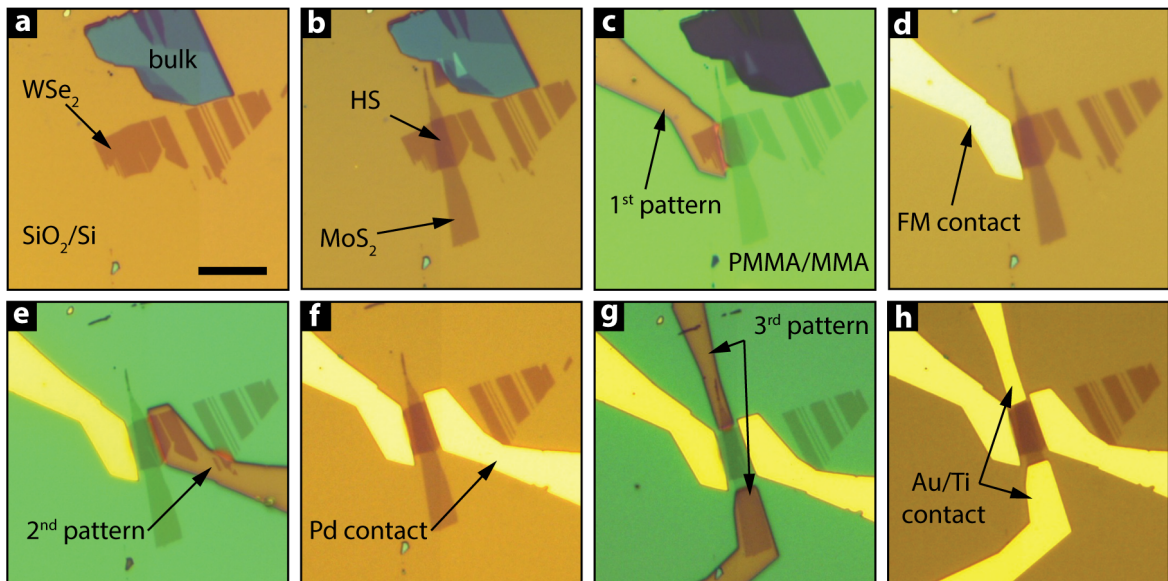 a
bulk
WSe₂
SiO₂/Si
b
HS
MoS₂
c
1st pattern
PMMA/MMA
d
FM contact
e
2nd pattern
f
Pd contact
g
3rd pattern
h
Au/Ti
contact